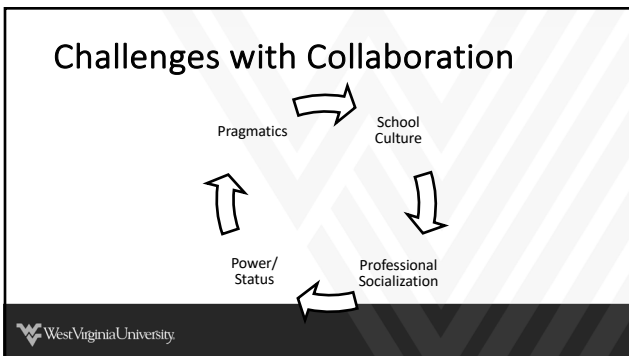 Challenges with Collaboration
Pragmatics
School
Culture
Professional
Socialization
Power/
Status
WestVirginiaUniversity.